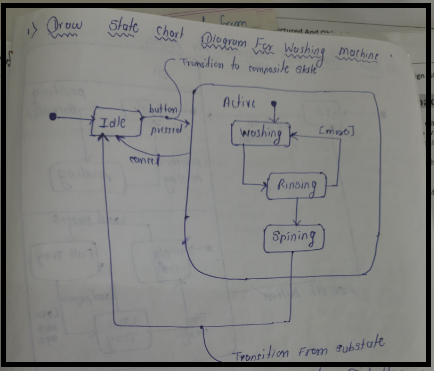 1) Draw State Chart Diagram For Washing machine.
Transition to composite state
Active
button
pressed
Idle
Washing
cancel
Rinsing
Spining
Transition From Substate